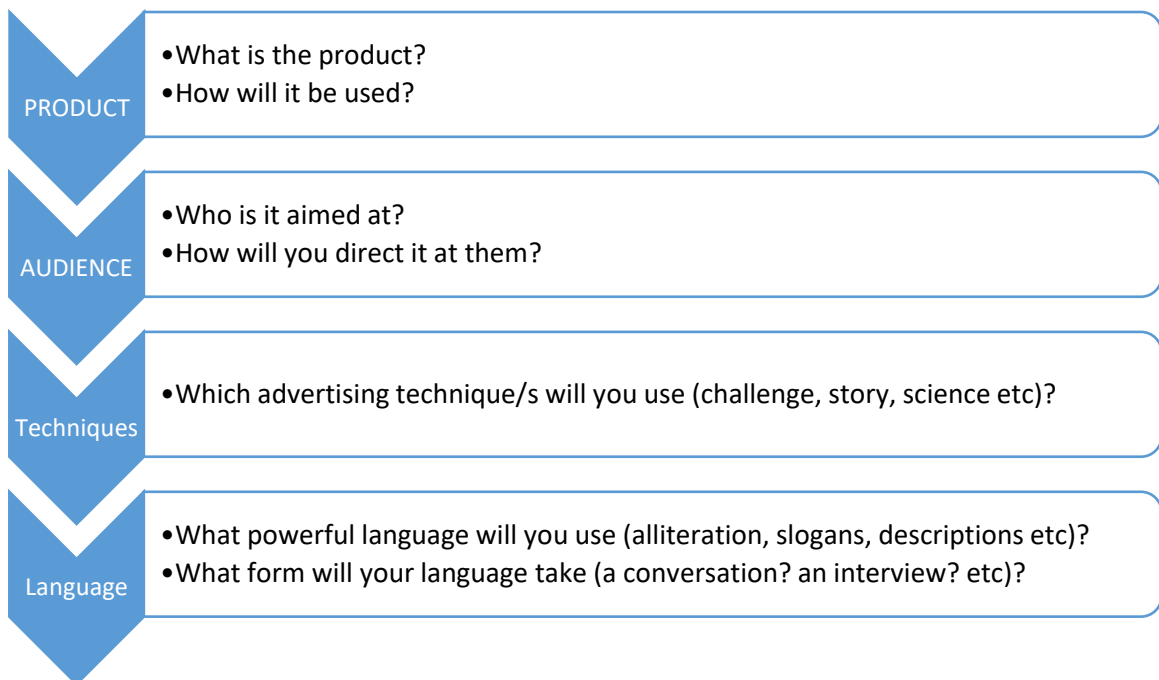 PRODUCT
•What is the product?
•How will it be used?
AUDIENCE
•Who is it aimed at?
•How will you direct it at them?
Techniques
•Which advertising technique/s will you use (challenge, story, science etc)?
Language
•What powerful language will you use (alliteration, slogans, descriptions etc)?
•What form will your language take (a conversation? an interview? etc)?